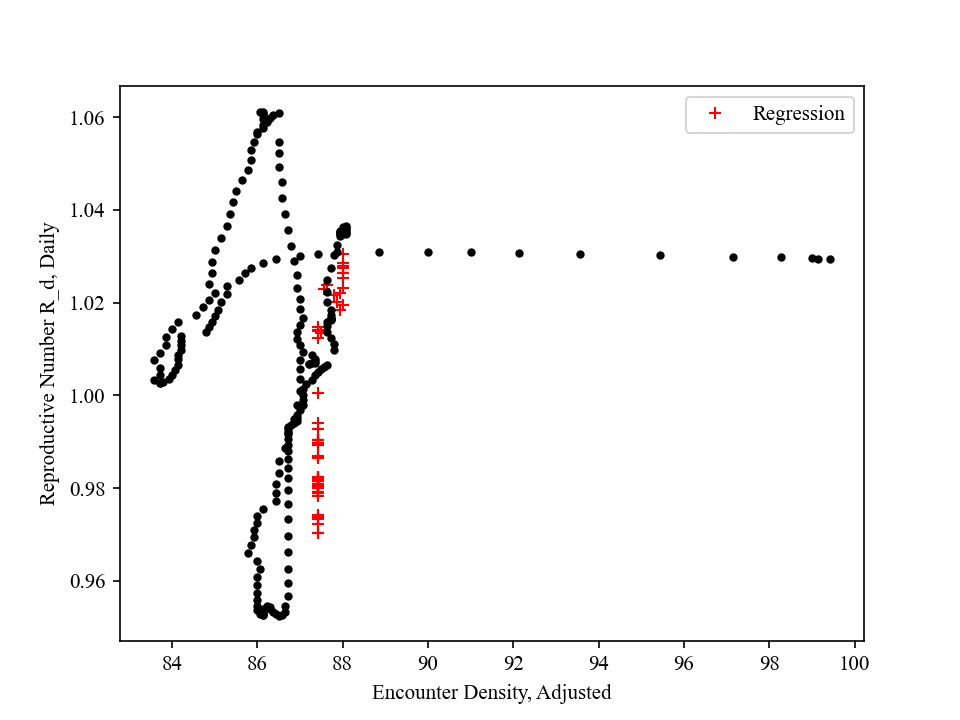 Regression
1.06
1.04
1.02
1.00
0.98
0.96
Reproductive Number R_d, Daily
84 86 88 90 92 94 96 98 100
Encounter Density, Adjusted